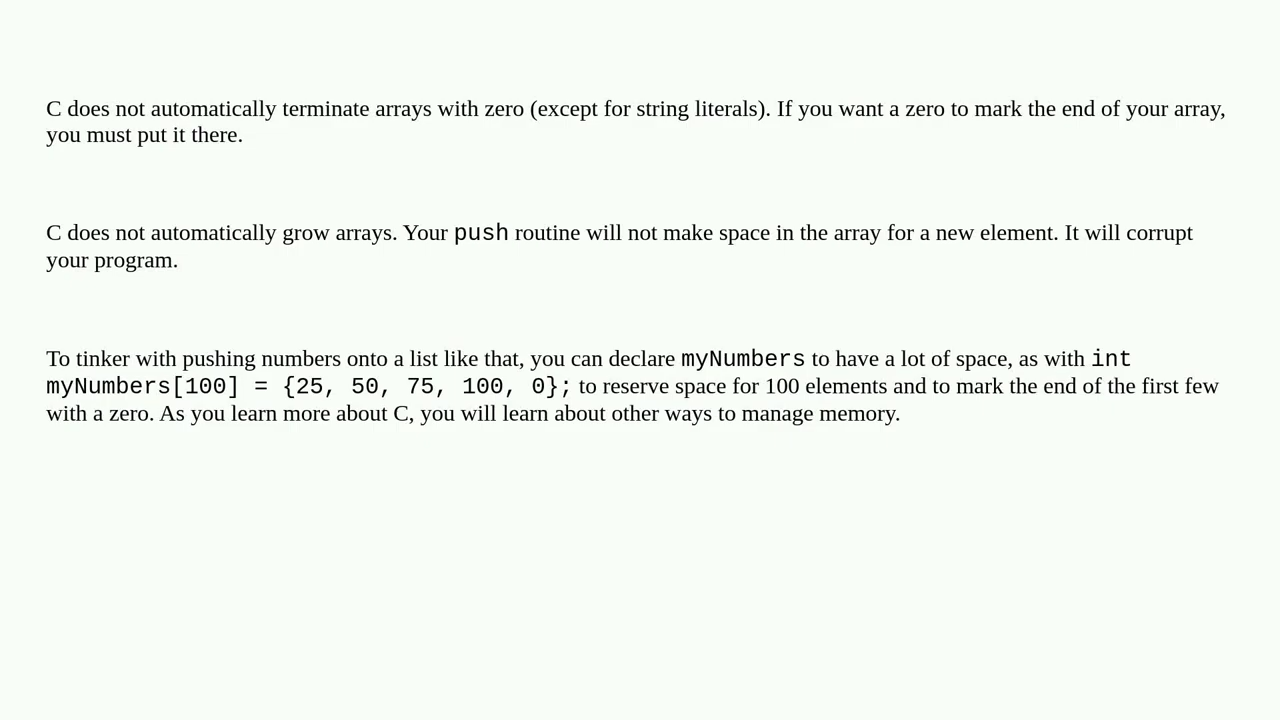 C does not automatically terminate arrays with zero (except for string literals). If you want a zero to mark the end of your array,
you must put it there.
C does not automatically grow arrays. Your push routine will not make space in the array for a new element. It will corrupt
your program.
To tinker with pushing numbers onto a list like that, you can declare myNumbers to have a lot of space, as with int
myNumbers[100] = {25, 50, 75, 100, 0}; to reserve space for 100 elements and to mark the end of the first few
with a zero. As you learn more about C, you will learn about other ways to manage memory.